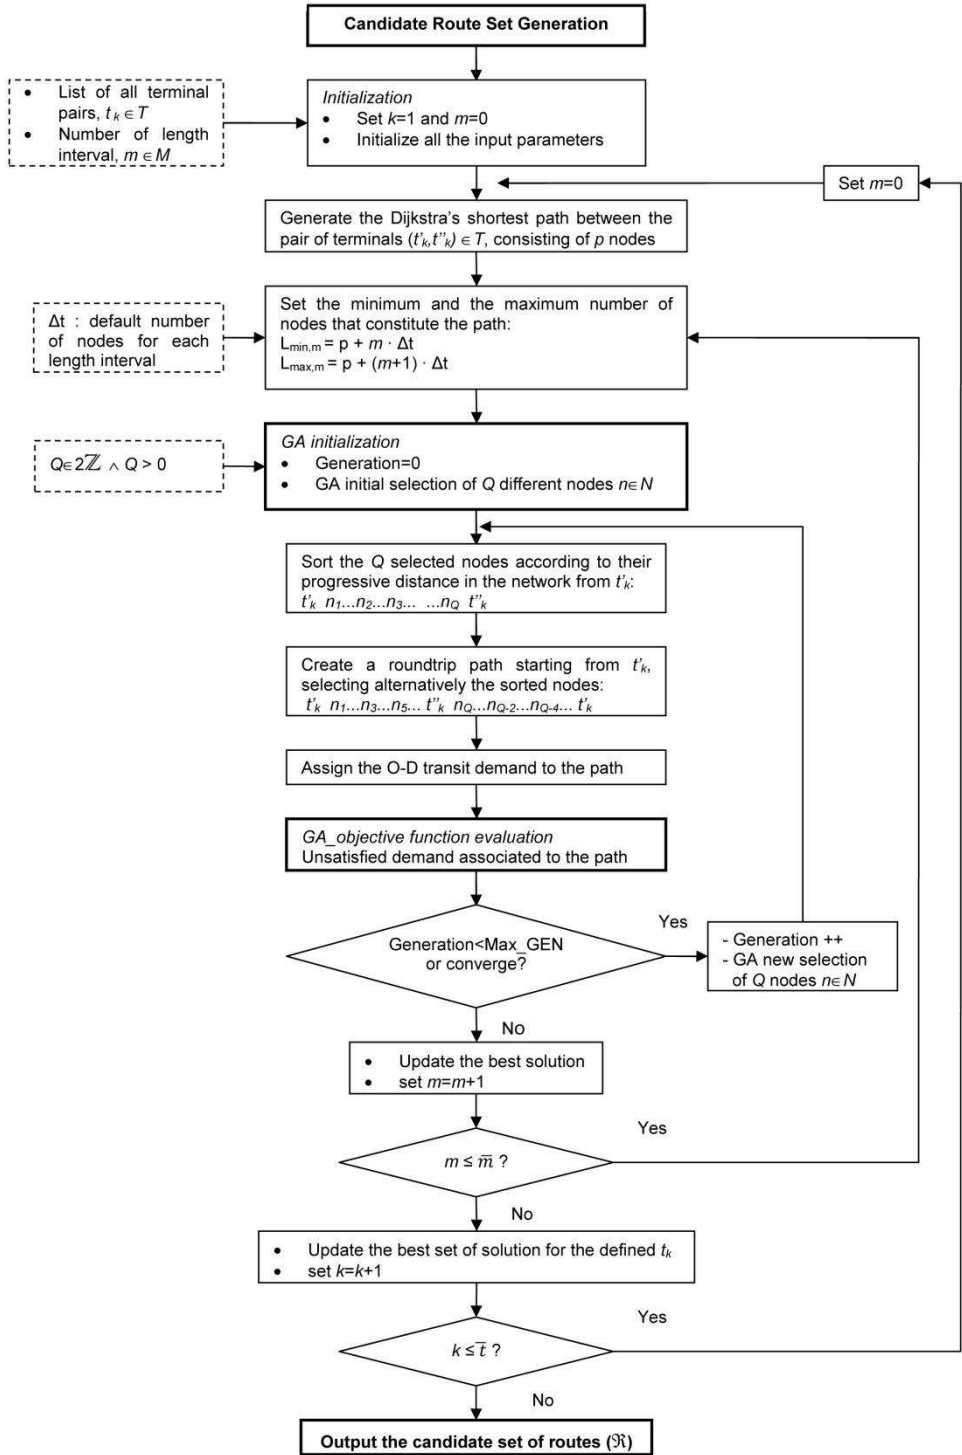 Candidate Route Set Generation
• List of all terminal
pairs, t k ∈ T
• Number of length
interval, m ∈ M
Initialization
• Set k=1 and m=0
• Initialize all the input parameters
Set m=0
Generate the Dijkstra's shortest path between the
pair of terminals (t'k,t''k) ∈ T, consisting of p nodes
Δt : default number
of nodes for each
length interval
Set the minimum and the maximum number of
nodes that constitute the path:
Lmin,m = p + m · Δt
Lmax,m = p + (m+1) · Δt
Q∈2ℤ ∧ Q > 0
GA initialization
• Generation=0
• GA initial selection of Q different nodes n∈N
Sort the Q selected nodes according to their
progressive distance in the network from t'k:
t'k n1...n2...n3... ...nQ t''k
Create a roundtrip path starting from t'k,
selecting alternatively the sorted nodes:
t'k n1...n3...n5... t''k nQ...nQ-2...nQ-4... t'k
Assign the O-D transit demand to the path
GA_objective function evaluation
Unsatisfied demand associated to the path
Generation<Max_GEN
or converge?
Yes
- Generation ++
- GA new selection
of Q nodes n∈N
No
• Update the best solution
• set m=m+1
m ≤ m̅ ?
Yes
No
• Update the best set of solution for the defined tk
• set k=k+1
k ≤ t̅ ?
Yes
No
Output the candidate set of routes (ℜ)